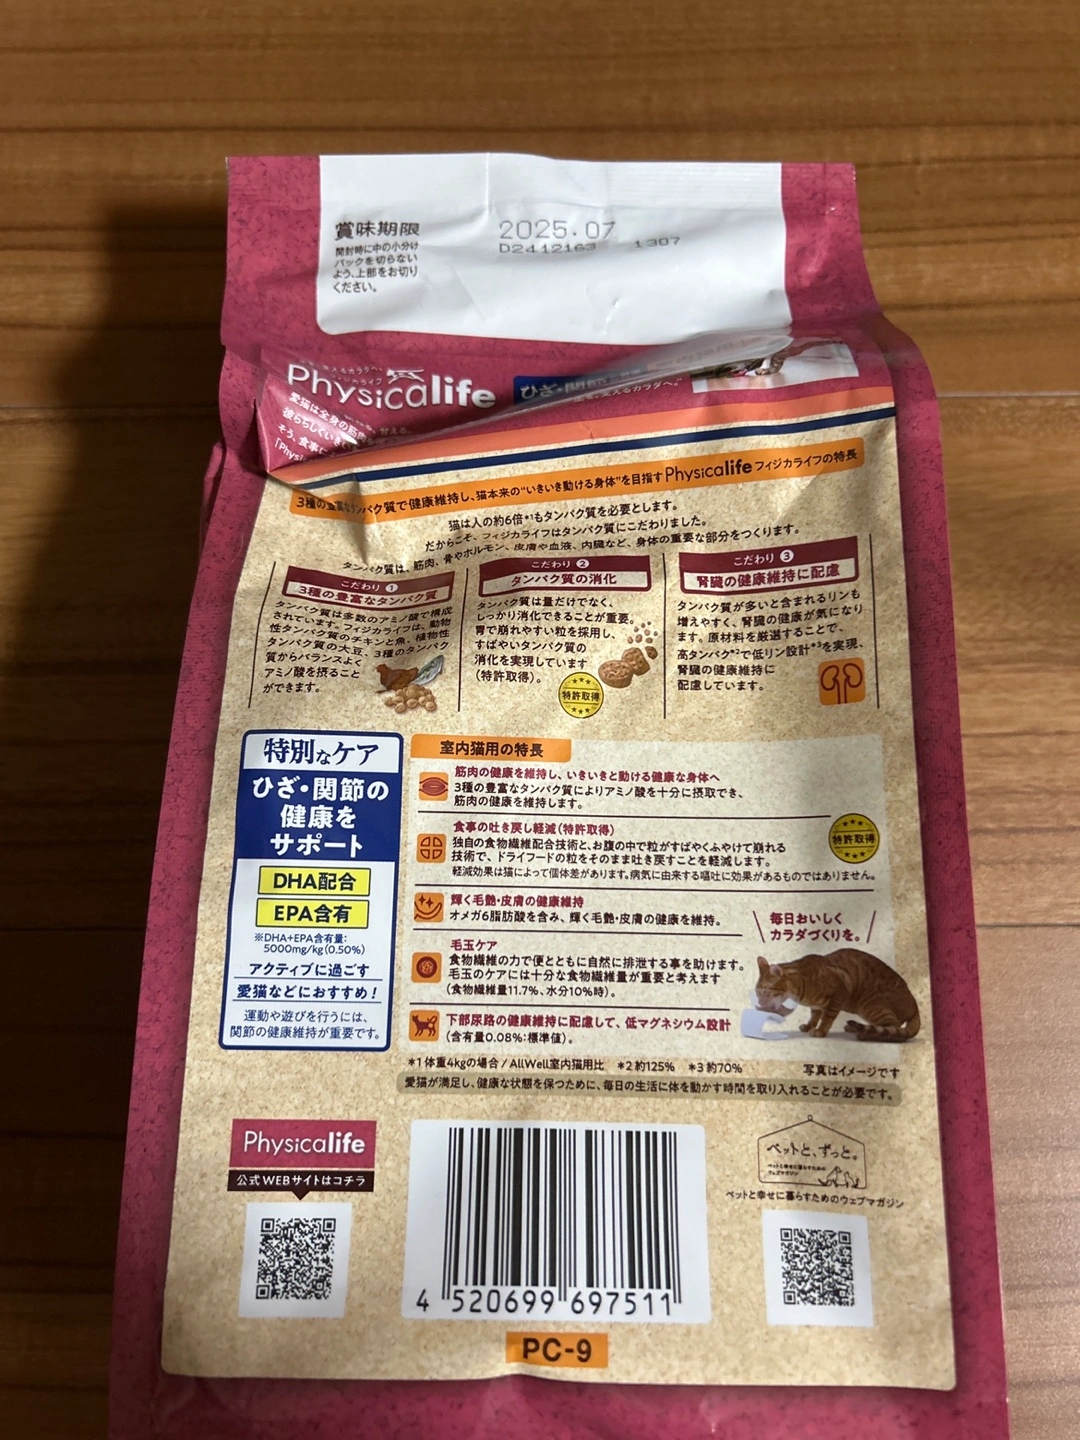 賞味期限
開封時に中の小分け
パックを切らない
よう、上部をお切り
ください。
2025.07
D2412163 1307
Physicalife
愛猫は全身の筋
そう、食事に
3種の豊富なタンパク質で健康維持し、猫本来の"いきいき動ける身体"を目指すPhysicalifeフィジカライフの特長
猫は人の約6倍*1もタンパク質を必要とします。
だからこそ、フィジカライフはタンパク質にこだわりました。
タンパク質は、筋肉、骨やホルモン、皮膚や血液、内臓など、身体の重要な部分をつくります。
こだわり1
3種の豊富なタンパク質
タンパク質は多数のアミノ酸で構成
されています。フィジカライフは、動物
性タンパク質のチキンと魚、植物性
タンパク質の大豆、3種のタンパク
質からバランスよく
アミノ酸を摂ること
ができます。
こだわり2
タンパク質の消化
タンパク質は量だけでなく、
しっかり消化できることが重要。
胃で崩れやすい粒を採用し、
すばやいタンパク質の
消化を実現しています
(特許取得)。
特許取得
こだわり3
腎臓の健康維持に配慮
タンパク質が多いと含まれるリンも
増えやすく、腎臓の健康が気になり
ます。原材料を厳選することで、
高タンパク*2で低リン設計*3を実現、
腎臓の健康維持に
配慮しています。
特別なケア
ひざ・関節の
健康を
サポート
DHA配合
EPA含有
※DHA+EPA含有量:
5000mg/kg(0.50%)
アクティブに過ごす
愛猫などにおすすめ!
運動や遊びを行うには、
関節の健康維持が重要です。
室内猫用の特長
筋肉の健康を維持し、いきいきと動ける健康な身体へ
3種の豊富なタンパク質によりアミノ酸を十分に摂取でき、
筋肉の健康を維持します。
食事の吐き戻し軽減(特許取得)
独自の食物繊維配合技術と、お腹の中で粒がすばやくふやけて崩れる
技術で、ドライフードの粒をそのまま吐き戻すことを軽減します。
軽減効果は猫によって個体差があります。病気に由来する嘔吐に効果があるものではありません。
特許取得
輝く毛艶・皮膚の健康維持
オメガ6脂肪酸を含み、輝く毛艶・皮膚の健康を維持。
毛玉ケア
食物繊維の力で便とともに自然に排泄する事を助けます。
毛玉のケアには十分な食物繊維量が重要と考えます
(食物繊維量11.7%、水分10%時)。
下部尿路の健康維持に配慮して、低マグネシウム設計
(含有量0.08%:標準値)。
毎日おいしく
カラダづくりを。
*1 体重4kgの場合/AllWell室内猫用比 *2 約125% *3 約70%
写真はイメージです
愛猫が満足し、健康な状態を保つために、毎日の生活に体を動かす時間を取り入れることが必要です。
Physicalife
公式WEBサイトはコチラ
4 520699 697511
PC-9
ペットと、ずっと。
ペットと幸せに暮らすための
ウェブマガジン
ペットと幸せに暮らすためのウェブマガジン